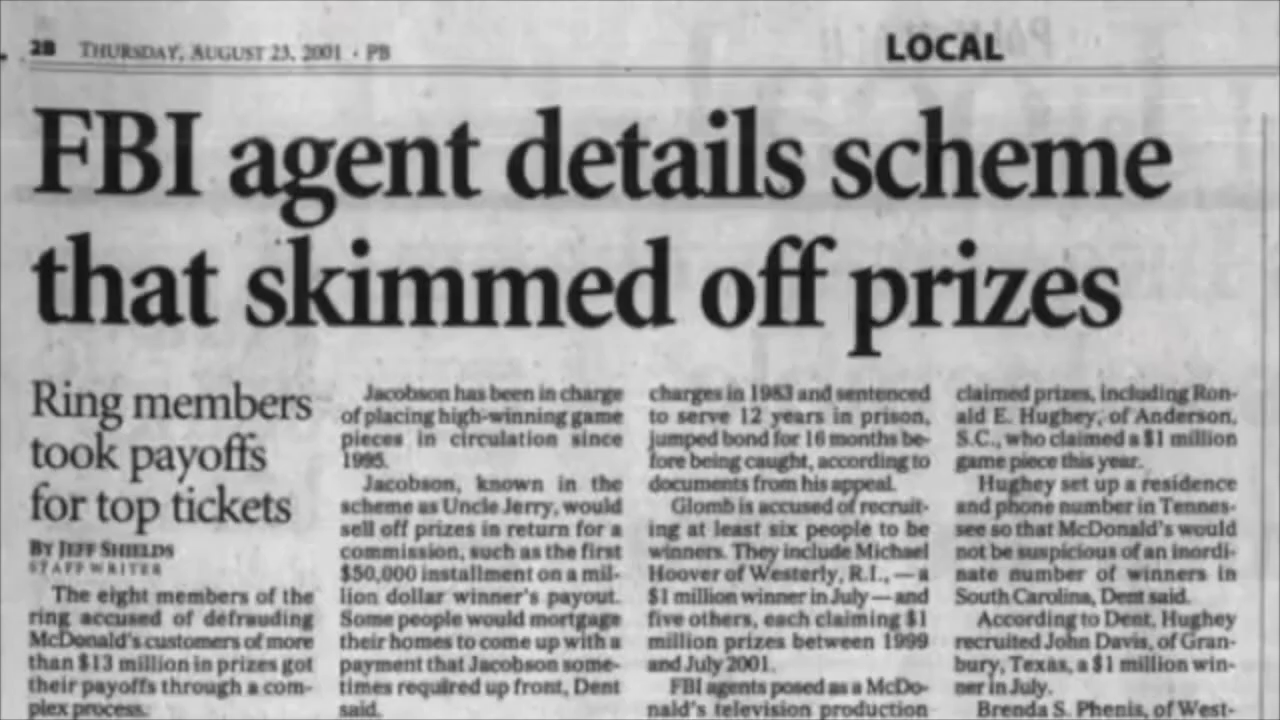 2B THURSDAY, AUGUST 23, 2001 · PB
LOCAL
FBI agent details scheme
that skimmed off prizes
Ring members
took payoffs
for top tickets
BY JEFF SHIELDS
STAFF WRITER
The eight members of the
ring accused of defrauding
McDonald's customers of more
than $13 million in prizes got
their payoffs through a com-
plex process.
Jacobson has been in charge
of placing high-winning game
pieces in circulation since
1995.
Jacobson, known in the
scheme as Uncle Jerry, would
sell off prizes in return for a
commission, such as the first
$50,000 installment on a mil-
lion dollar winner's payout.
Some people would mortgage
their homes to come up with a
payment that Jacobson some-
times required up front, Dent
said.
charges in 1983 and sentenced
to serve 12 years in prison,
jumped bond for 16 months be-
fore being caught, according to
documents from his appeal.
Glomb is accused of recruit-
ing at least six people to be
winners. They include Michael
Hoover of Westerly, R.I., — a
$1 million winner in July — and
five others, each claiming $1
million prizes between 1999
and July 2001.
FBI agents posed as a McDo-
nald's television production
claimed prizes, including Ron-
ald E. Hughey, of Anderson,
S.C., who claimed a $1 million
game piece this year.
Hughey set up a residence
and phone number in Tennes-
see so that McDonald's would
not be suspicious of an inordi-
nate number of winners in
South Carolina, Dent said.
According to Dent, Hughey
recruited John Davis, of Gran-
bury, Texas, a $1 million win-
ner in July.
Brenda S. Phenis, of West-